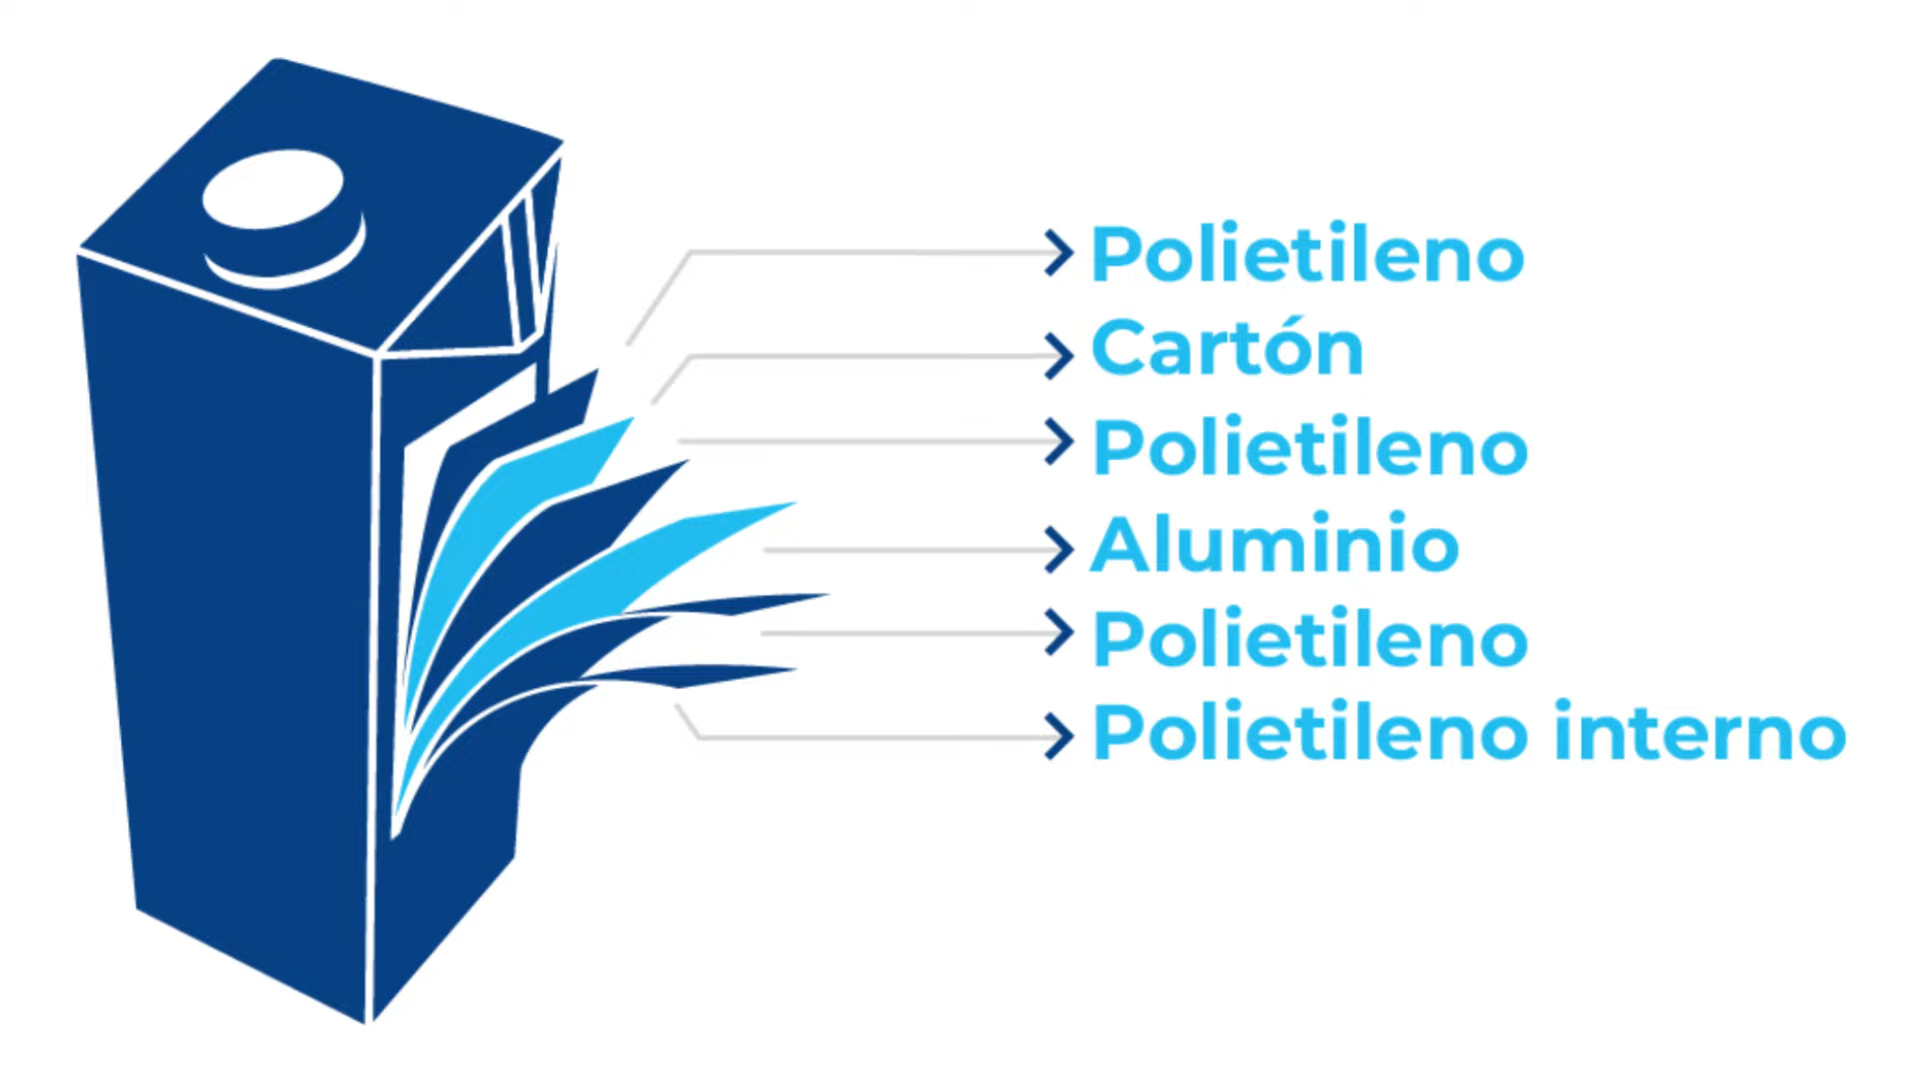 Polietileno
Cartón
Polietileno
Aluminio
Polietileno
Polietileno interno